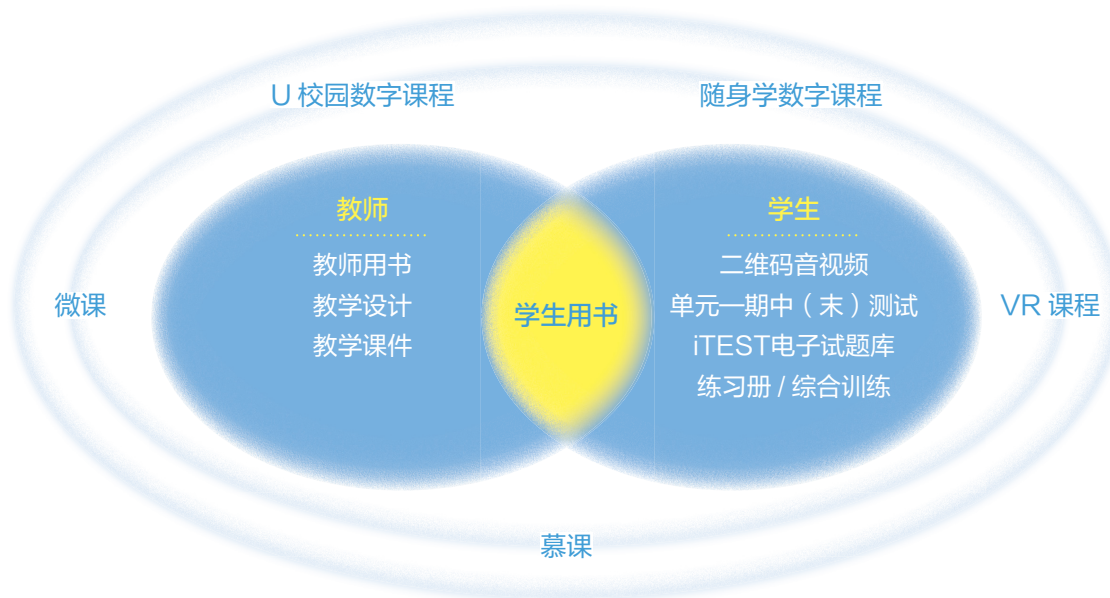 U 校园数字课程
随身学数字课程
教师
教师用书
教学设计
教学课件
学生用书
学生
二维码音视频
单元—期中（末）测试
iTEST电子试题库
练习册 / 综合训练
微课
VR 课程
慕课